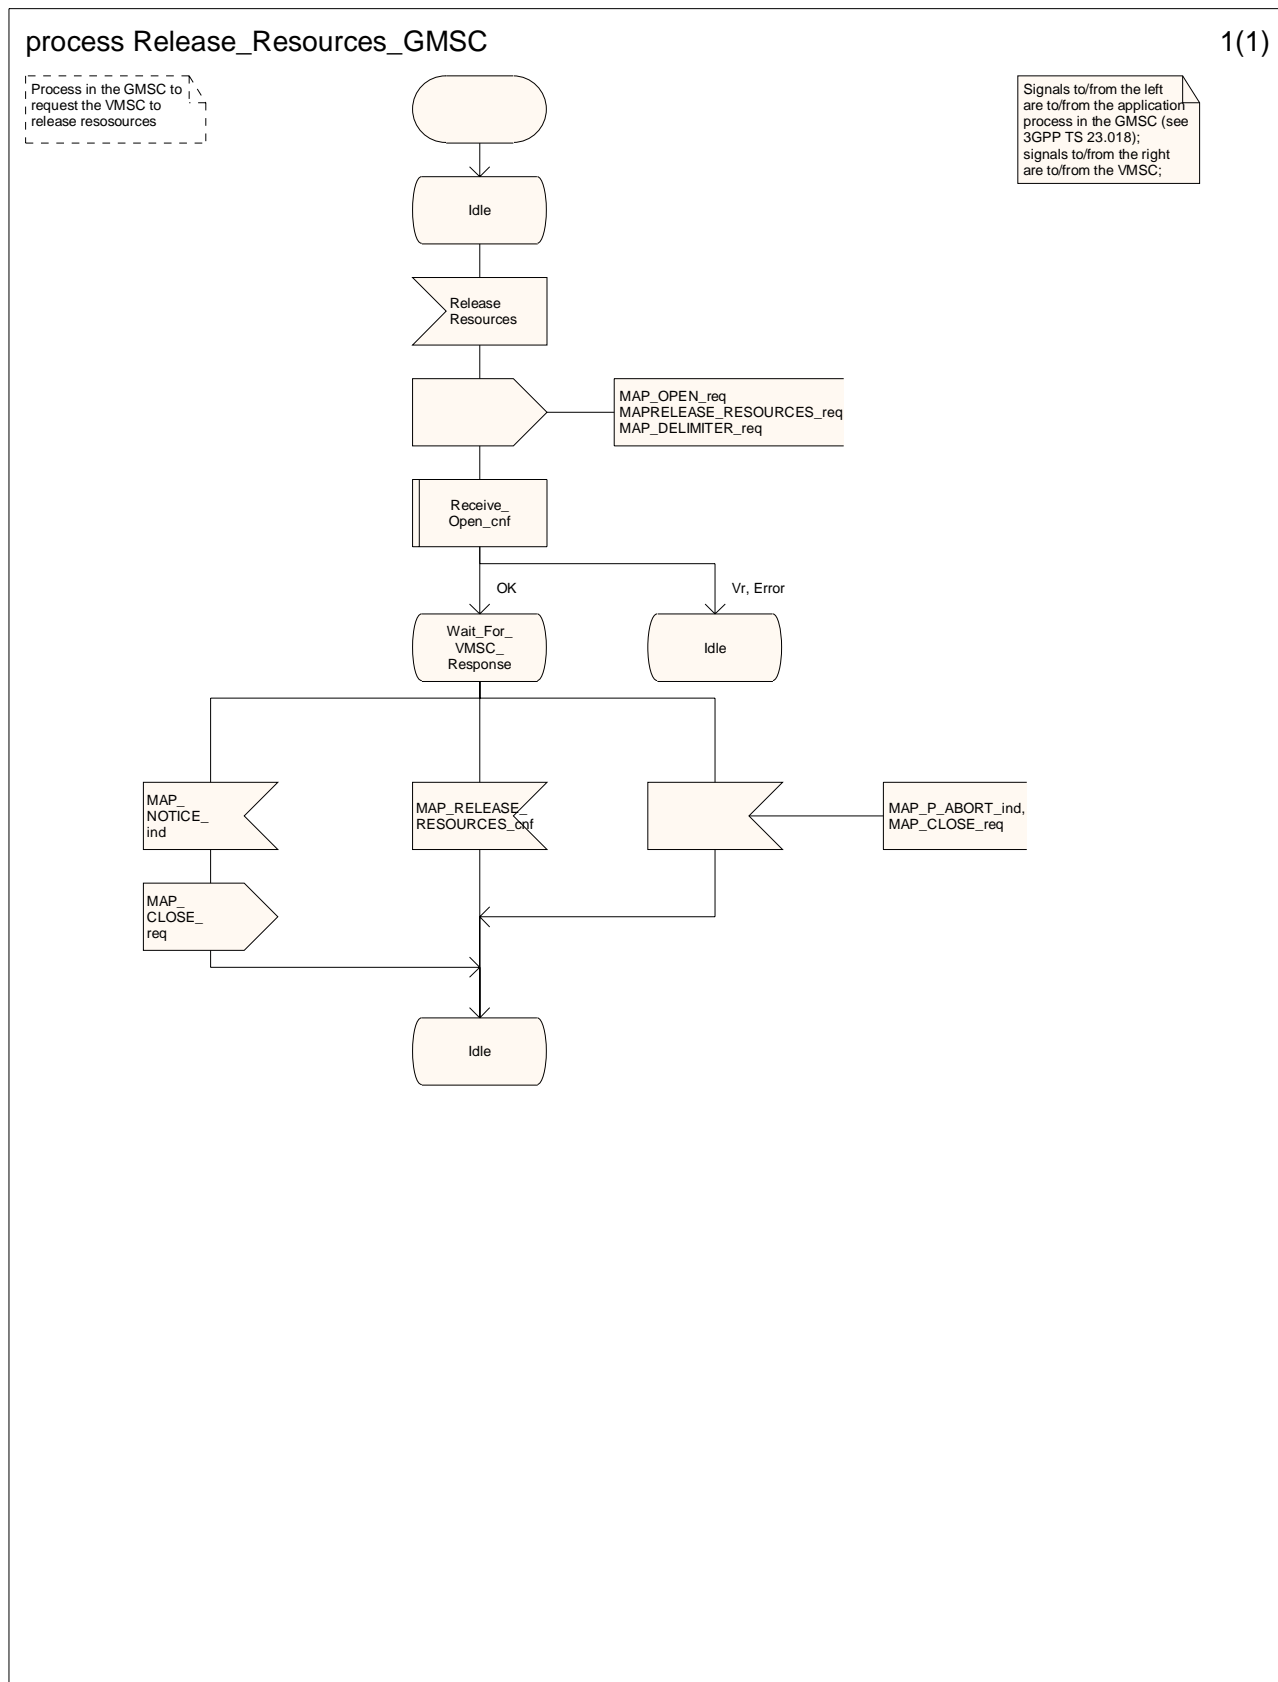 process Release_Resources_GMSC
1(1)
Process in the GMSC to
request the VMSC to
release resosources
Signals to/from the left
are to/from the application
process in the GMSC (see
3GPP TS 23.018);
signals to/from the right
are to/from the VMSC;
Idle
Release
Resources
MAP_OPEN_req
MAPRELEASE_RESOURCES_req
MAP_DELIMITER_req
Receive_
Open_cnf
OK
Vr, Error
Wait_For_
VMSC_
Response
Idle
MAP_
NOTICE_
ind
MAP_RELEASE_
RESOURCES_cnf
MAP_P_ABORT_ind,
MAP_CLOSE_req
MAP_
CLOSE_
req
Idle